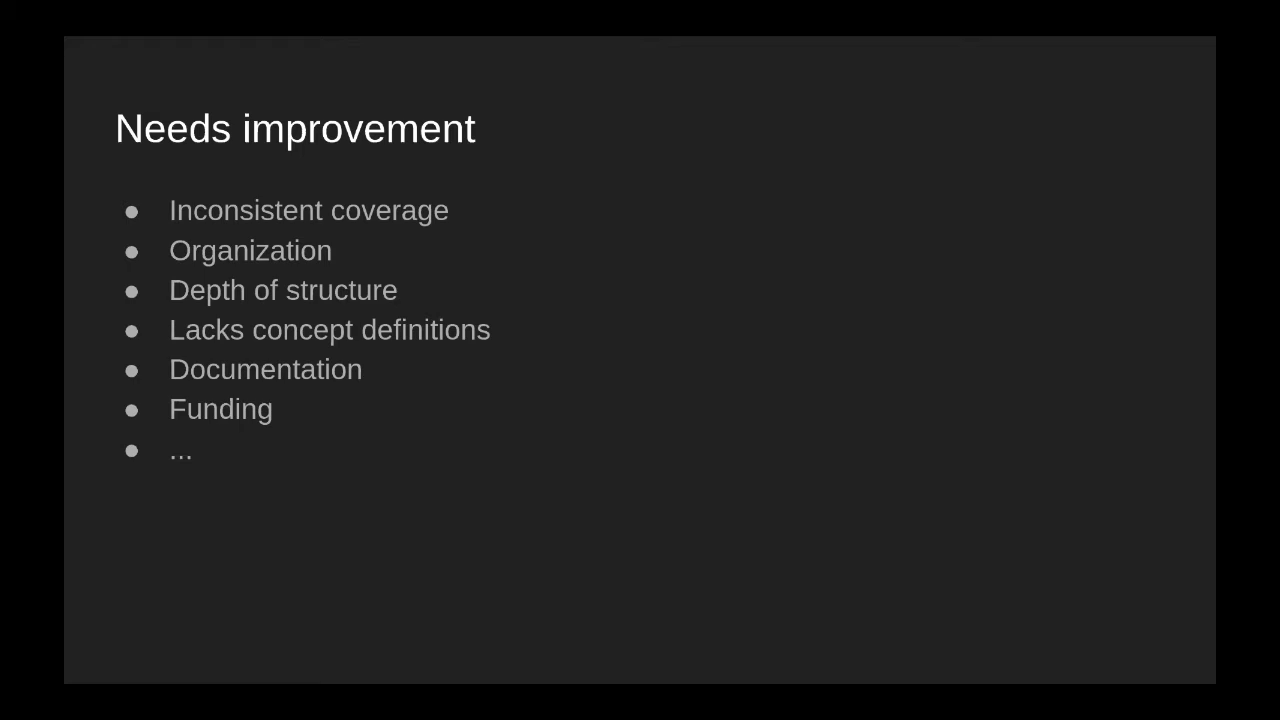 Needs improvement
● Inconsistent coverage
● Organization
● Depth of structure
● Lacks concept definitions
● Documentation
● Funding
● ...